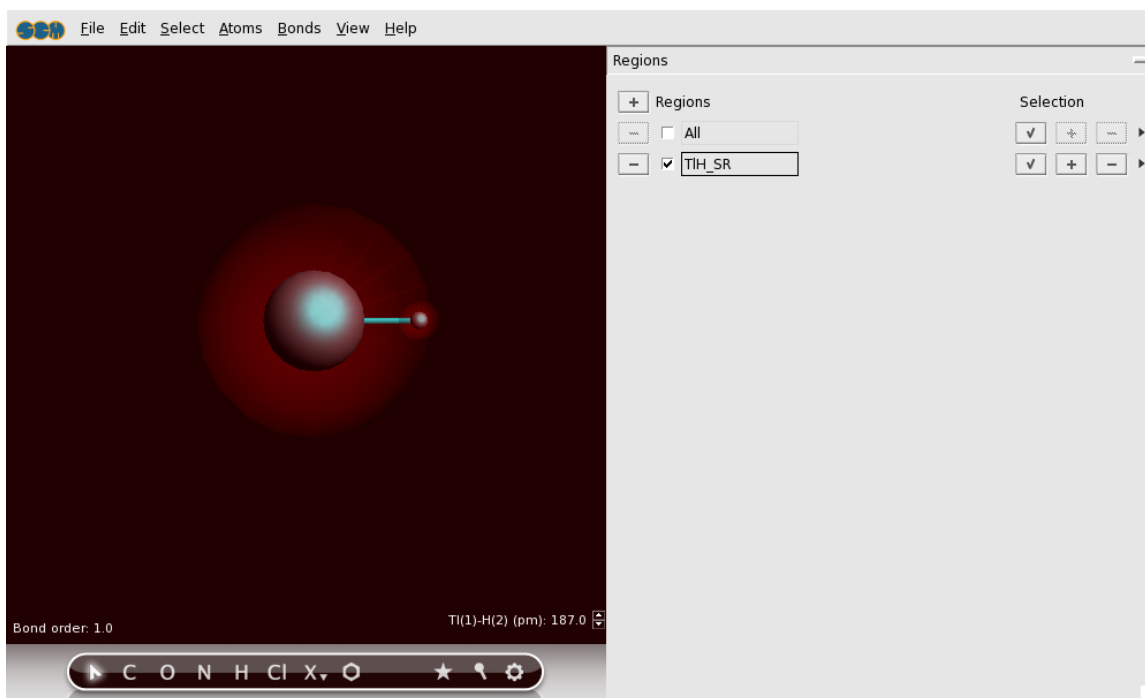 SCM File Edit Select Atoms Bonds View Help
Regions
+ Regions Selection
All
TlH_SR
Bond order: 1.0
Tl(1)-H(2) (pm): 187.0
C O N H Cl X